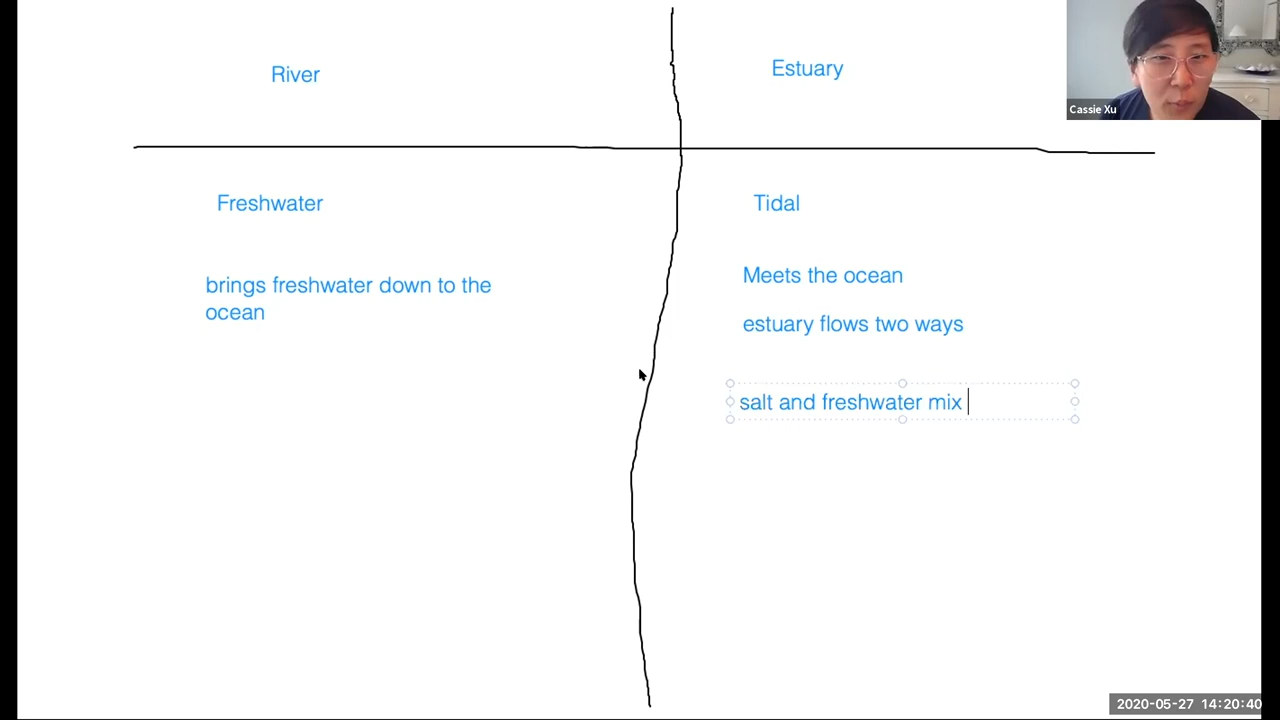 River
Estuary
Cassie Xu
Freshwater
Tidal
brings freshwater down to the
ocean
Meets the ocean
estuary flows two ways
salt and freshwater mix
2020-05-27 14:20:40